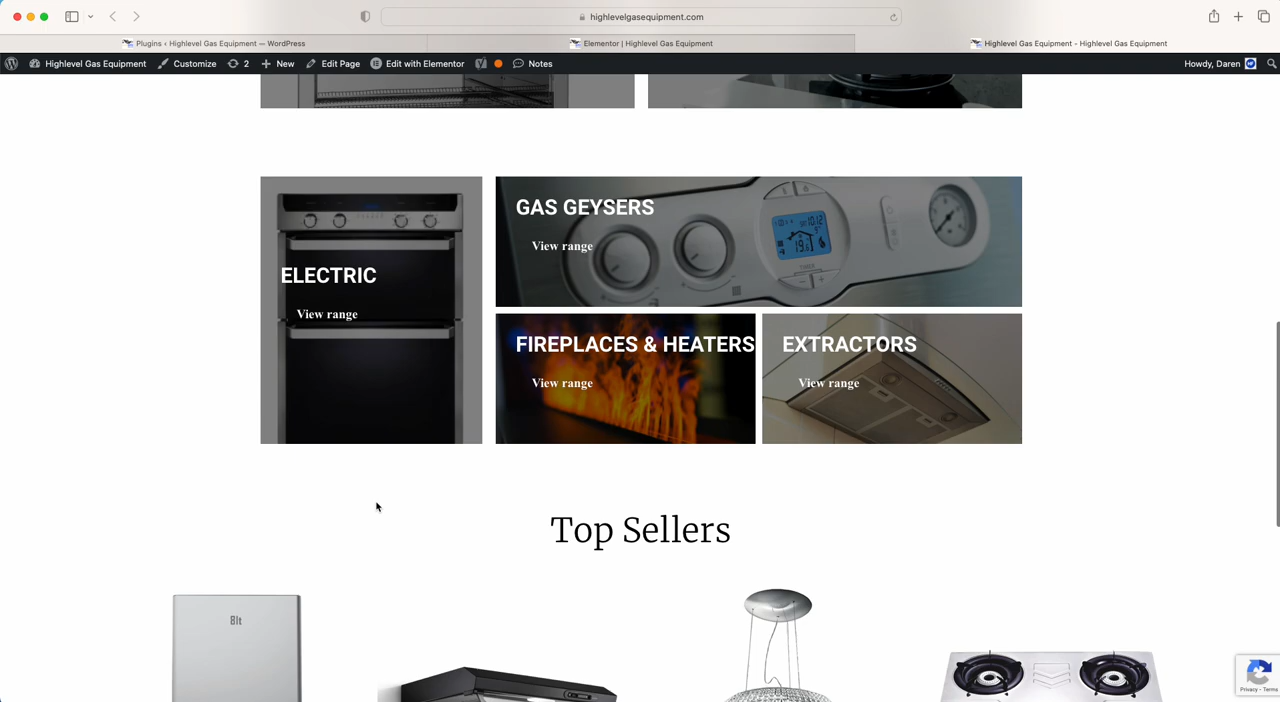 highlevelgasequipment.com
Plugins ‹ Highlevel Gas Equipment — WordPress
Elementor | Highlevel Gas Equipment
Highlevel Gas Equipment - Highlevel Gas Equipment
Highlevel Gas Equipment Customize 2 New Edit Page Edit with Elementor Notes Howdy, Daren
GAS GEYSERS
View range
ELECTRIC
View range
FIREPLACES & HEATERS
View range
EXTRACTORS
View range
Top Sellers
Privacy - Terms